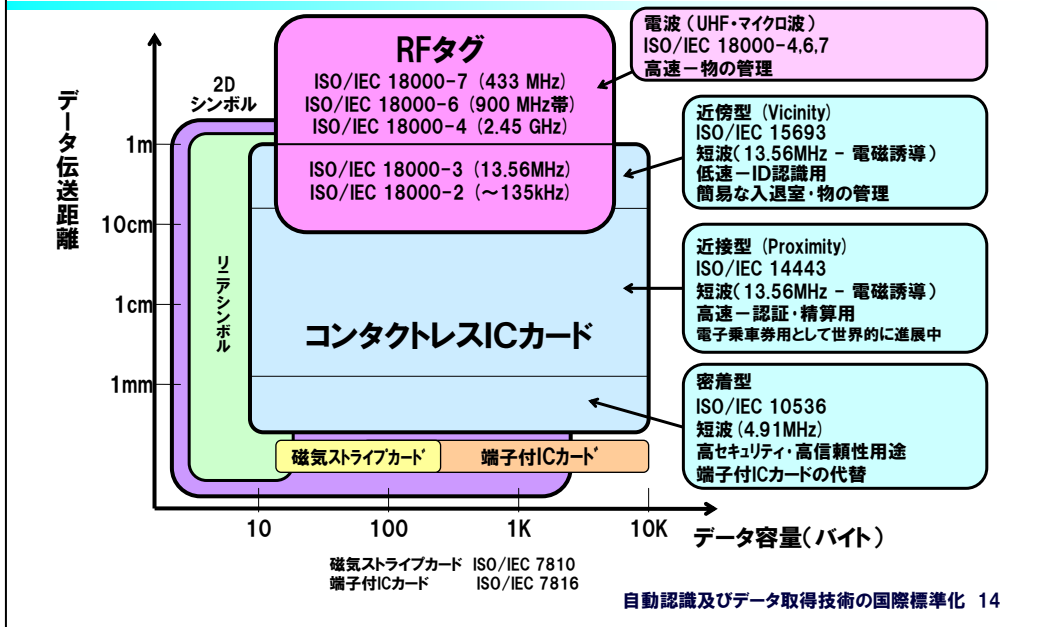 電波（UHF・マイクロ波）
ISO/IEC 18000-4,6,7
高速－物の管理
RFタグ
ISO/IEC 18000-7 (433 MHz)
ISO/IEC 18000-6 (900 MHz帯)
ISO/IEC 18000-4 (2.45 GHz)
ISO/IEC 18000-3 (13.56MHz)
ISO/IEC 18000-2 (～135kHz)
2D
シンボル
データ伝送距離
1m
10cm
1cm
1mm
リニアシンボル
コンタクトレスICカード
近傍型 (Vicinity)
ISO/IEC 15693
短波（13.56MHz － 電磁誘導）
低速－ID認識用
簡易な入退室・物の管理
近接型 (Proximity)
ISO/IEC 14443
短波（13.56MHz － 電磁誘導）
高速－認証・精算用
電子乗車券用として世界的に進展中
密着型
ISO/IEC 10536
短波(4.91MHz)
高セキュリティ・高信頼性用途
端子付ICカードの代替
磁気ストライプカード
端子付ICカード
10
100
1K
10K
データ容量（バイト）
磁気ストライプカード ISO/IEC 7810
端子付ICカード ISO/IEC 7816
自動認識及びデータ取得技術の国際標準化 14